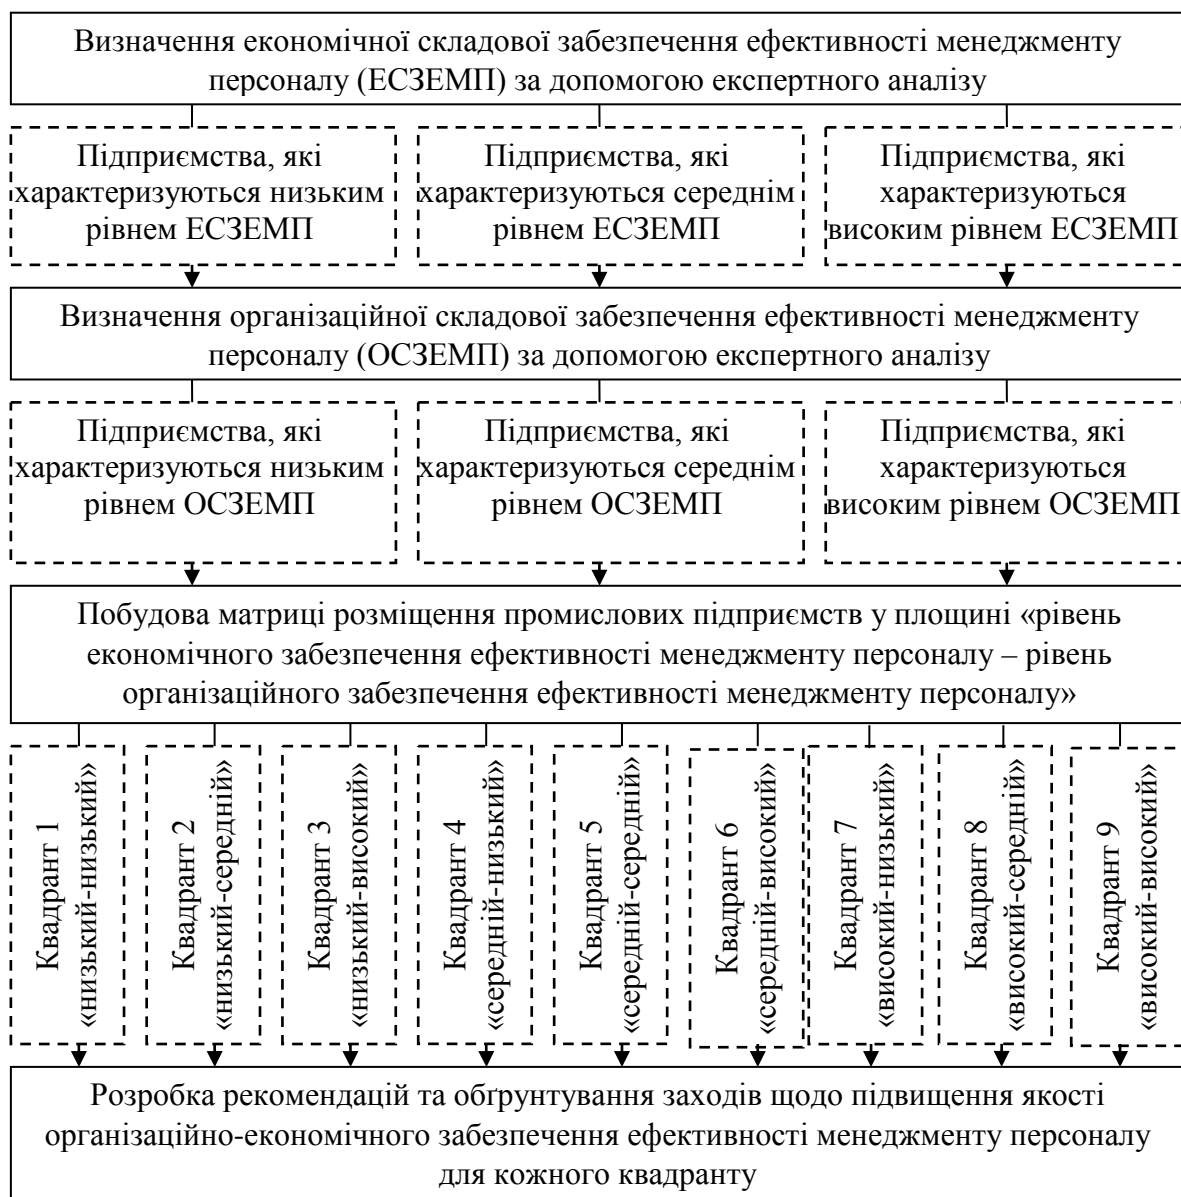 Визначення економічної складової забезпечення ефективності менеджменту
персоналу (ЕСЗЕМП) за допомогою експертного аналізу
Підприємства, які
характеризуються низьким
рівнем ЕСЗЕМП
Підприємства, які
характеризуються середнім
рівнем ЕСЗЕМП
Підприємства, які
характеризуються
високим рівнем ЕСЗЕМП
Визначення організаційної складової забезпечення ефективності менеджменту
персоналу (ОСЗЕМП) за допомогою експертного аналізу
Підприємства, які
характеризуються низьким
рівнем ОСЗЕМП
Підприємства, які
характеризуються середнім
рівнем ОСЗЕМП
Підприємства, які
характеризуються
високим рівнем ОСЗЕМП
Побудова матриці розміщення промислових підприємств у площині «рівень
економічного забезпечення ефективності менеджменту персоналу – рівень
організаційного забезпечення ефективності менеджменту персоналу»
Квадрант 1
«низький-низький»
Квадрант 2
«низький-середній»
Квадрант 3
«низький-високий»
Квадрант 4
«середній-низький»
Квадрант 5
«середній-середній»
Квадрант 6
«середній-високий»
Квадрант 7
«високий-низький»
Квадрант 8
«високий-середній»
Квадрант 9
«високий-високий»
Розробка рекомендацій та обґрунтування заходів щодо підвищення якості
організаційно-економічного забезпечення ефективності менеджменту персоналу
для кожного квадранту